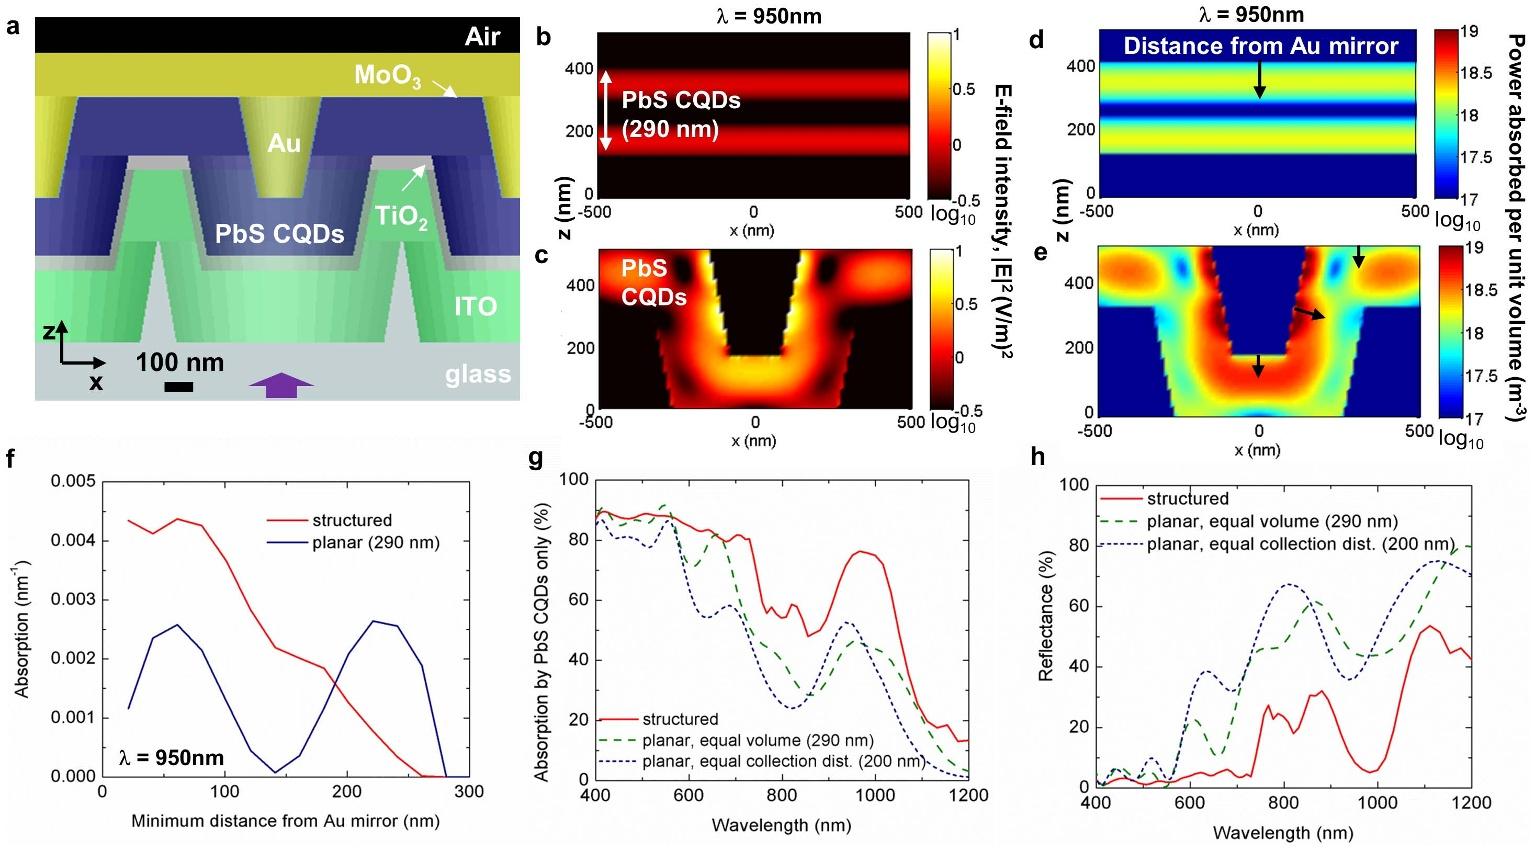 a
Air
MoO3
Au
TiO2
PbS CQDs
ITO
z
x
100 nm
glass
b
λ = 950nm
PbS CQDs
(290 nm)
400
200
0
-500
0
500
x (nm)
1
0.5
0
-0.5
log10
z (nm)
E-field intensity, |E|² (V/m)²
c
PbS
CQDs
400
200
0
-500
0
500
x (nm)
1
0.5
0
-0.5
log10
d
λ = 950nm
Distance from Au mirror
400
200
0
-500
0
500
x (nm)
19
18.5
18
17.5
17
log10
z (nm)
Power absorbed per unit volume (m-3)
e
400
200
0
-500
0
500
x (nm)
19
18.5
18
17.5
17
log10
f
0.005
0.004
0.003
0.002
0.001
0.000
Absorption (nm-1)
structured
planar (290 nm)
λ = 950nm
0
100
200
300
Minimum distance from Au mirror (nm)
g
100
80
60
40
20
0
Absorption by PbS CQDs only (%)
structured
planar, equal volume (290 nm)
planar, equal collection dist. (200 nm)
400
600
800
1000
1200
Wavelength (nm)
h
100
80
60
40
20
0
Reflectance (%)
structured
planar, equal volume (290 nm)
planar, equal collection dist. (200 nm)
400
600
800
1000
1200
Wavelength (nm)